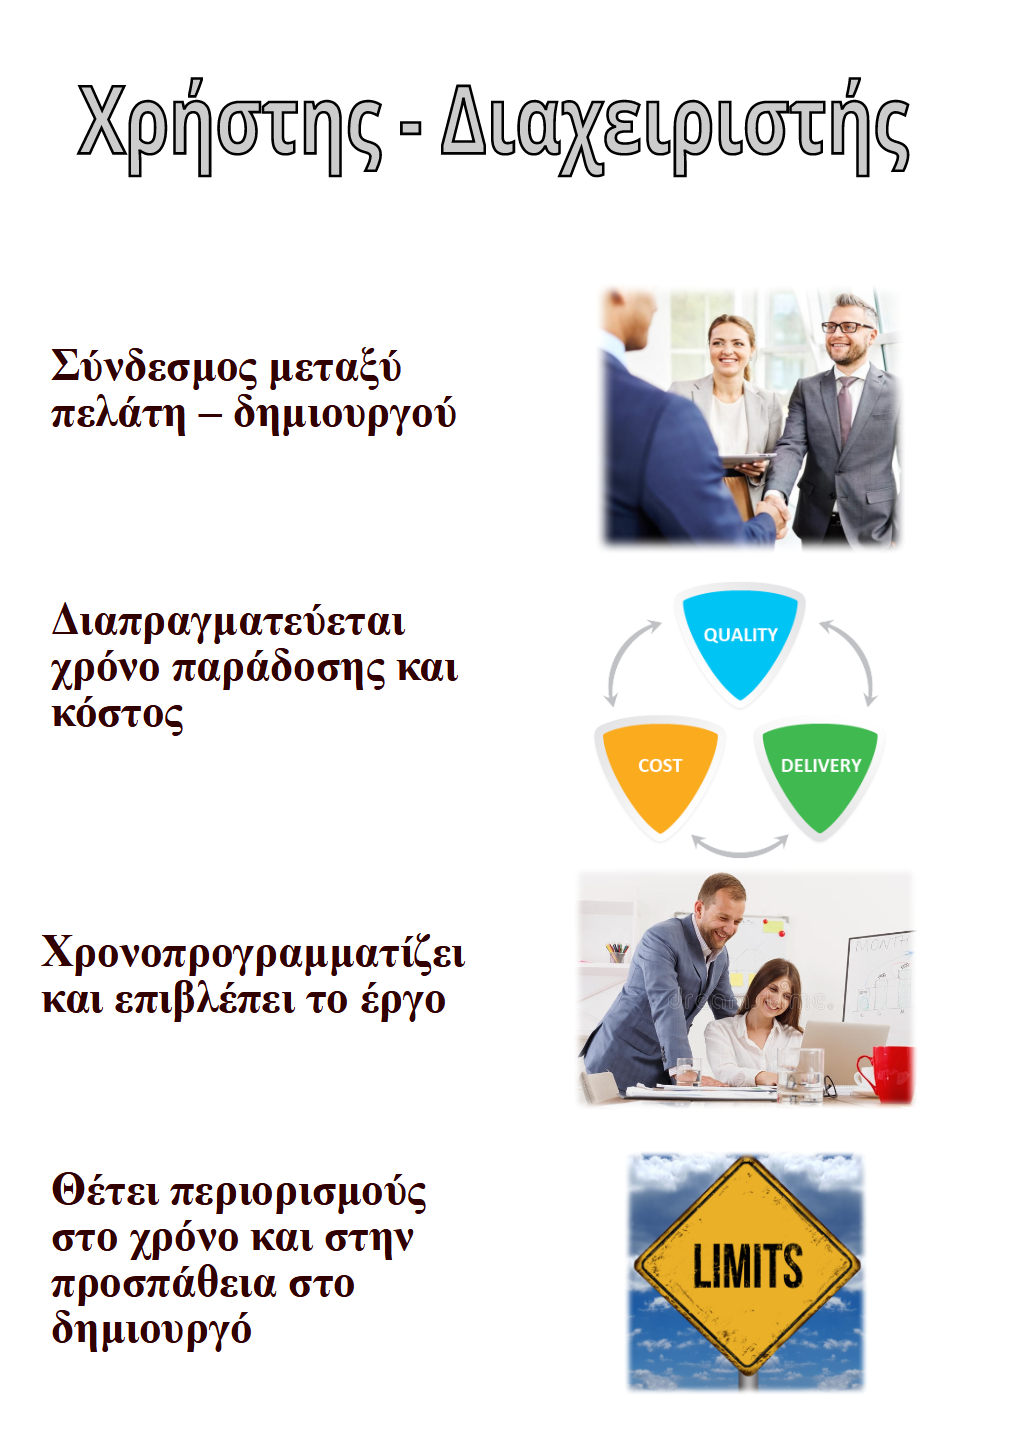 Χρήστης - Διαχειριστής
Σύνδεσμος μεταξύ
πελάτη – δημιουργού
Διαπραγματεύεται
χρόνο παράδοσης και
κόστος
QUALITY
COST
DELIVERY
Χρονοπρογραμματίζει
και επιβλέπει το έργο
MONTH
Θέτει περιορισμούς
στο χρόνο και στην
προσπάθεια στο
δημιουργό
LIMITS